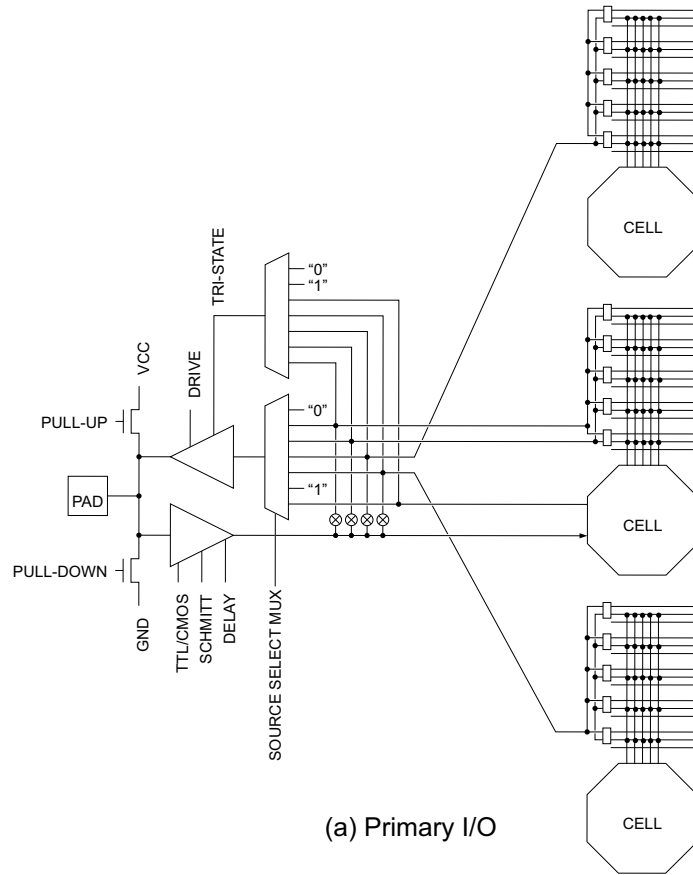 CELL
"0"
"1"
TRI-STATE
VCC
DRIVE
"0"
PULL-UP
"1"
PAD
CELL
PULL-DOWN
GND
TTL/CMOS
SCHMITT
DELAY
SOURCE SELECT MUX
(a) Primary I/O
CELL